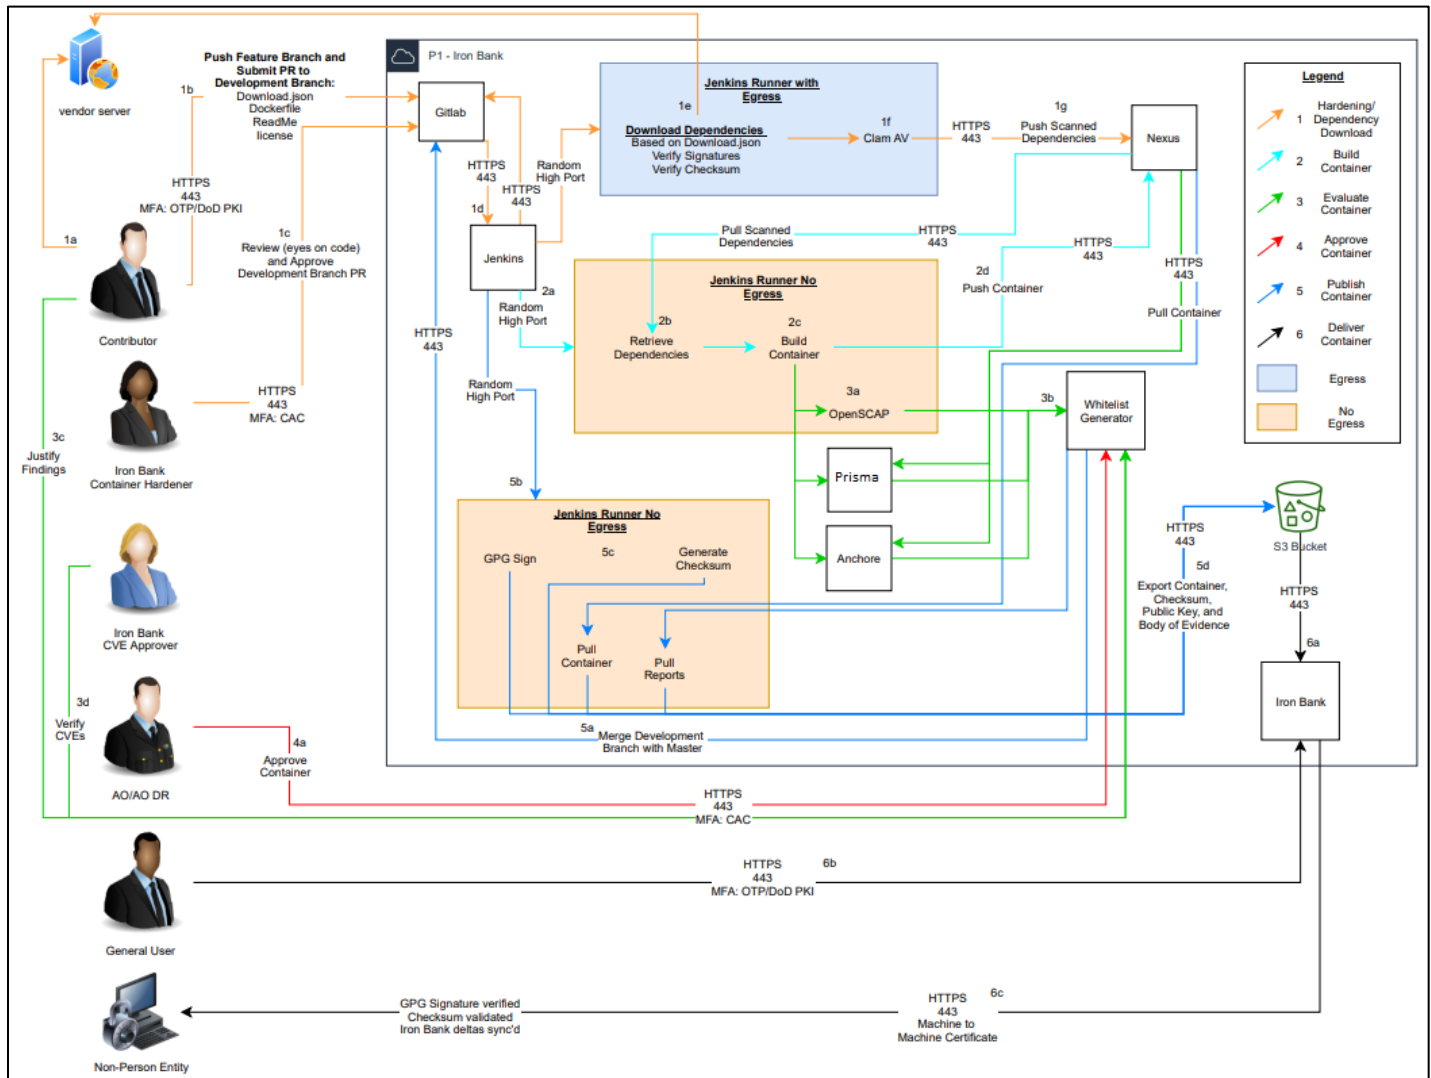 P1 - Iron Bank
vendor server
Push Feature Branch and
Submit PR to
Development Branch:
Download.json
Dockerfile
ReadMe
license
1b
HTTPS
443
MFA: OTP/DoD PKI
1a
1c
Review (eyes on code)
and Approve
Development Branch PR
Contributor
HTTPS
443
MFA: CAC
Iron Bank
Container Hardener
3c
Justify
Findings
Iron Bank
CVE Approver
3d
Verify
CVEs
AO/AO DR
4a
Approve
Container
HTTPS
443
MFA: CAC
General User
HTTPS
443
MFA: OTP/DoD PKI
6b
Non-Person Entity
GPG Signature verified
Checksum validated
Iron Bank deltas sync'd
HTTPS
443
Machine to
Machine Certificate
6c
Gitlab
HTTPS
443
HTTPS
443
1d
Jenkins
Random
High Port
2a
Random
High Port
Random
High Port
HTTPS
443
Jenkins Runner with
Egress
1e
Download Dependencies
Based on Download.json
Verify Signatures
Verify Checksum
1f
Clam AV
HTTPS
443
1g
Push Scanned
Dependencies
Nexus
Pull Scanned
Dependencies
HTTPS
443
HTTPS
443
2d
Push Container
HTTPS
443
Pull Container
Jenkins Runner No
Egress
2b
Retrieve
Dependencies
2c
Build
Container
3a
OpenSCAP
3b
Whitelist
Generator
Prisma
Anchore
5b
Jenkins Runner No
Egress
GPG Sign
5c
Generate
Checksum
Pull
Container
Pull
Reports
5a
Merge Development
Branch with Master
HTTPS
443
5d
Export Container,
Checksum,
Public Key, and
Body of Evidence
S3 Bucket
HTTPS
443
6a
Iron Bank
Legend
1
Hardening/
Dependency
Download
2
Build
Container
3
Evaluate
Container
4
Approve
Container
5
Publish
Container
6
Deliver
Container
Egress
No
Egress